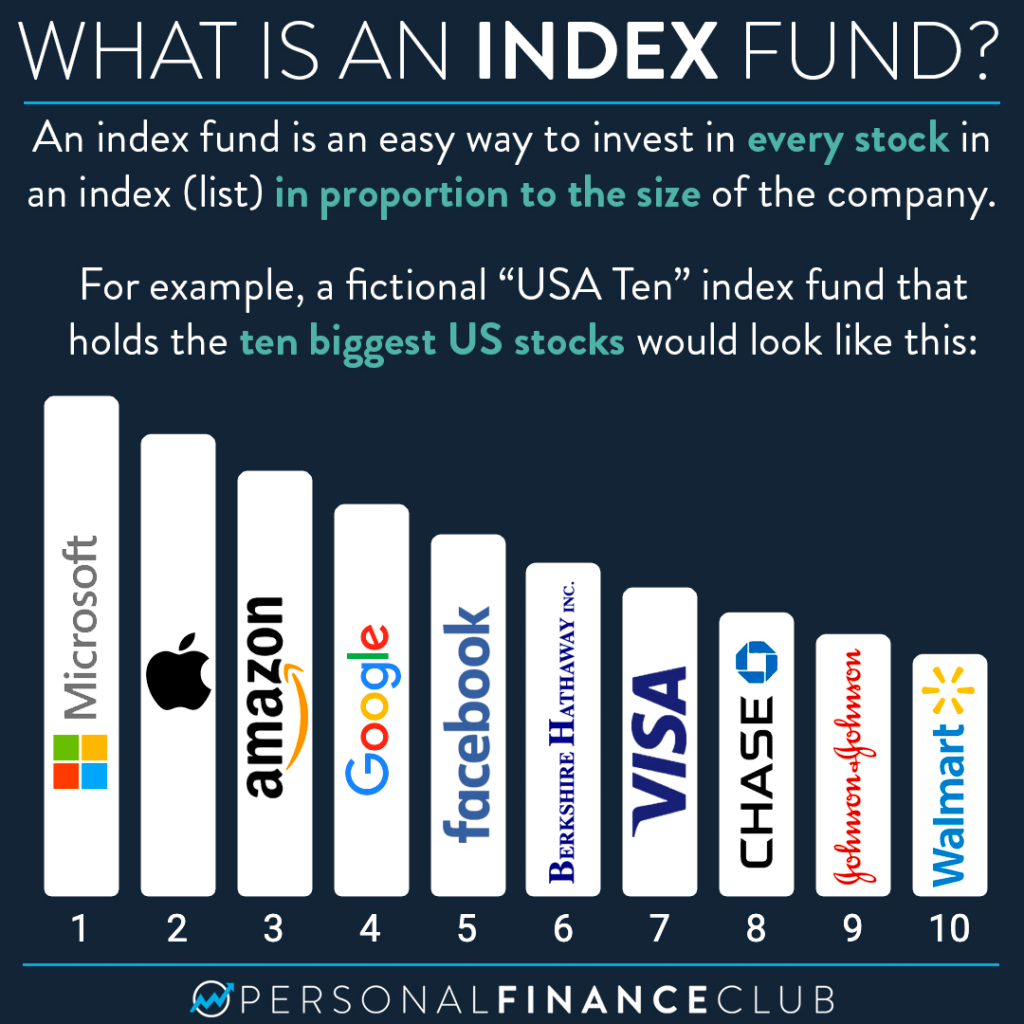 WHAT IS AN INDEX FUND?
An index fund is an easy way to invest in every stock in
an index (list) in proportion to the size of the company.
For example, a fictional “USA Ten” index fund that
holds the ten biggest US stocks would look like this:
Microsoft
amazon
Google
facebook
BERKSHIRE HATHAWAY INC.
VISA
CHASE
Johnson&Johnson
Walmart
1 2 3 4 5 6 7 8 9 10
PERSONALFINANCECLUB